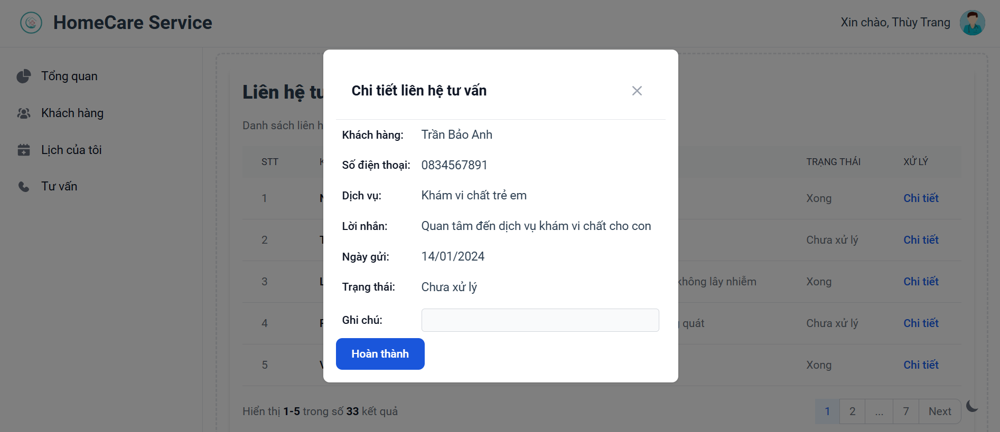 HomeCare Service
Xin chào, Thùy Trang
Tổng quan
Khách hàng
Lịch của tôi
Tư vấn
Liên hệ tư
Danh sách liên h
STT
TRẠNG THÁI
XỬ LÝ
1
Xong
Chi tiết
2
Chưa xử lý
Chi tiết
3
không lây nhiễm
Xong
Chi tiết
4
quát
Chưa xử lý
Chi tiết
5
Xong
Chi tiết
Hiển thị 1-5 trong số 33 kết quả
1 2 ... 7 Next
Chi tiết liên hệ tư vấn
Khách hàng: Trần Bảo Anh
Số điện thoại: 0834567891
Dịch vụ: Khám vi chất trẻ em
Lời nhắn: Quan tâm đến dịch vụ khám vi chất cho con
Ngày gửi: 14/01/2024
Trạng thái: Chưa xử lý
Ghi chú:
Hoàn thành